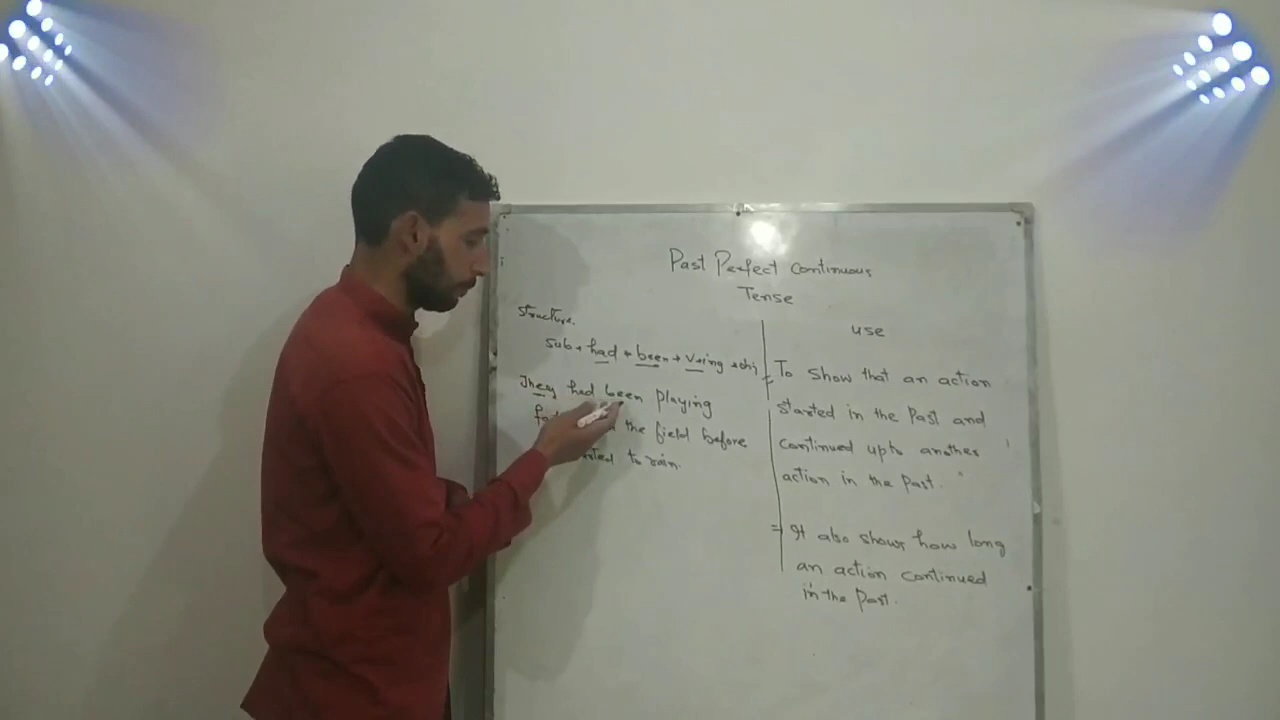 Past Perfect Continuous
Tense
Structure.
Sub + had + been + V+ing + obj
They had been playing
the field before
to rain.
use
To show that an action
started in the Past and
continued upto another
action in the Past.
= It also shows how long
an action continued
in the Past.